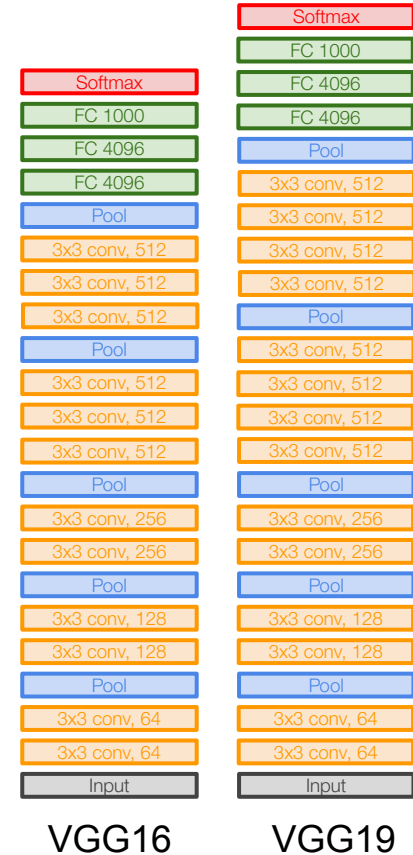 Softmax
FC 1000
FC 4096
FC 4096
Pool
3x3 conv, 512
3x3 conv, 512
3x3 conv, 512
Pool
3x3 conv, 512
3x3 conv, 512
3x3 conv, 512
Pool
3x3 conv, 256
3x3 conv, 256
Pool
3x3 conv, 128
3x3 conv, 128
Pool
3x3 conv, 64
3x3 conv, 64
Input
VGG16
Softmax
FC 1000
FC 4096
FC 4096
Pool
3x3 conv, 512
3x3 conv, 512
3x3 conv, 512
3x3 conv, 512
Pool
3x3 conv, 512
3x3 conv, 512
3x3 conv, 512
3x3 conv, 512
Pool
3x3 conv, 256
3x3 conv, 256
Pool
3x3 conv, 128
3x3 conv, 128
Pool
3x3 conv, 64
3x3 conv, 64
Input
VGG19